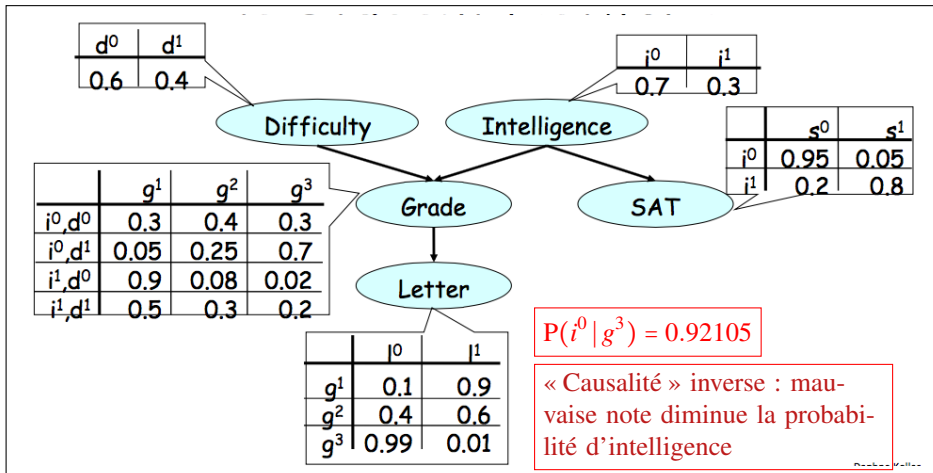 d⁰ d¹
0.6 0.4
i⁰ i¹
0.7 0.3
Difficulty
Intelligence
s⁰ s¹
i⁰ 0.95 0.05
i¹ 0.2 0.8
g¹ g² g³
i⁰,d⁰ 0.3 0.4 0.3
i⁰,d¹ 0.05 0.25 0.7
i¹,d⁰ 0.9 0.08 0.02
i¹,d¹ 0.5 0.3 0.2
Grade
SAT
Letter
l⁰ l¹
g¹ 0.1 0.9
g² 0.4 0.6
g³ 0.99 0.01
P(i⁰ | g³) = 0.92105
« Causalité » inverse : mau-
vaise note diminue la probabi-
lité d’intelligence